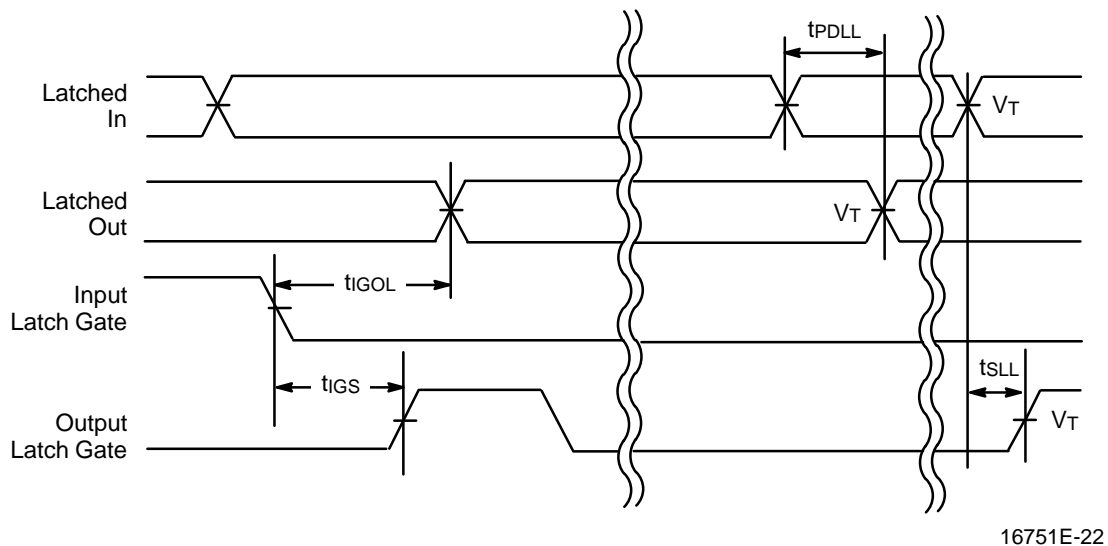 tPDLL
Latched
In
VT
Latched
Out
VT
tIGOL
Input
Latch Gate
tSLL
tIGS
Output
Latch Gate
VT
16751E-22